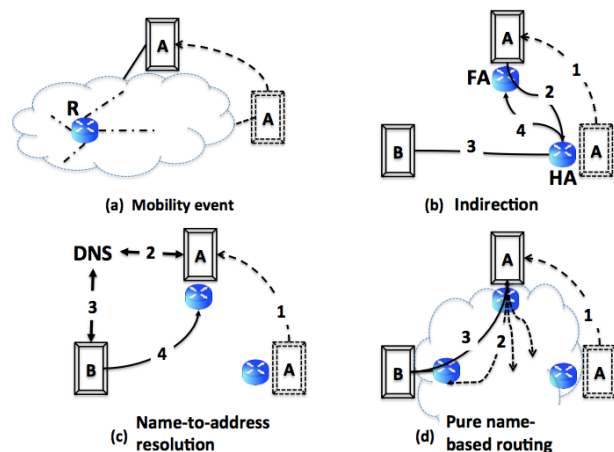 A
R
A
(a) Mobility event
A
FA
2
1
4
B
3
A
HA
(b) Indirection
DNS
2
A
3
1
4
B
A
(c) Name-to-address
resolution
A
3
2
1
B
A
(d) Pure name-
based routing